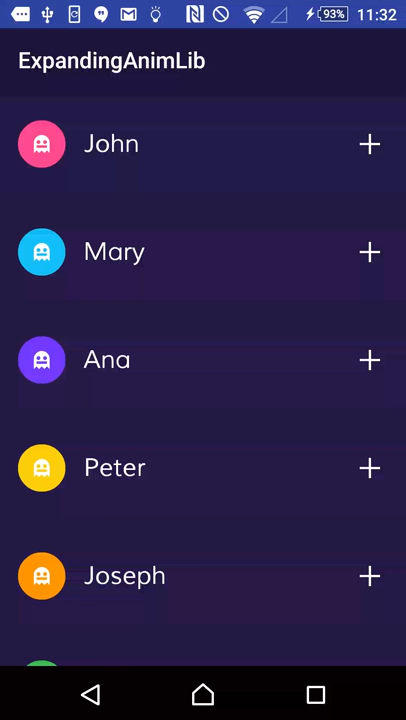 93% 11:32
ExpandingAnimLib
John
Mary
Ana
Peter
Joseph